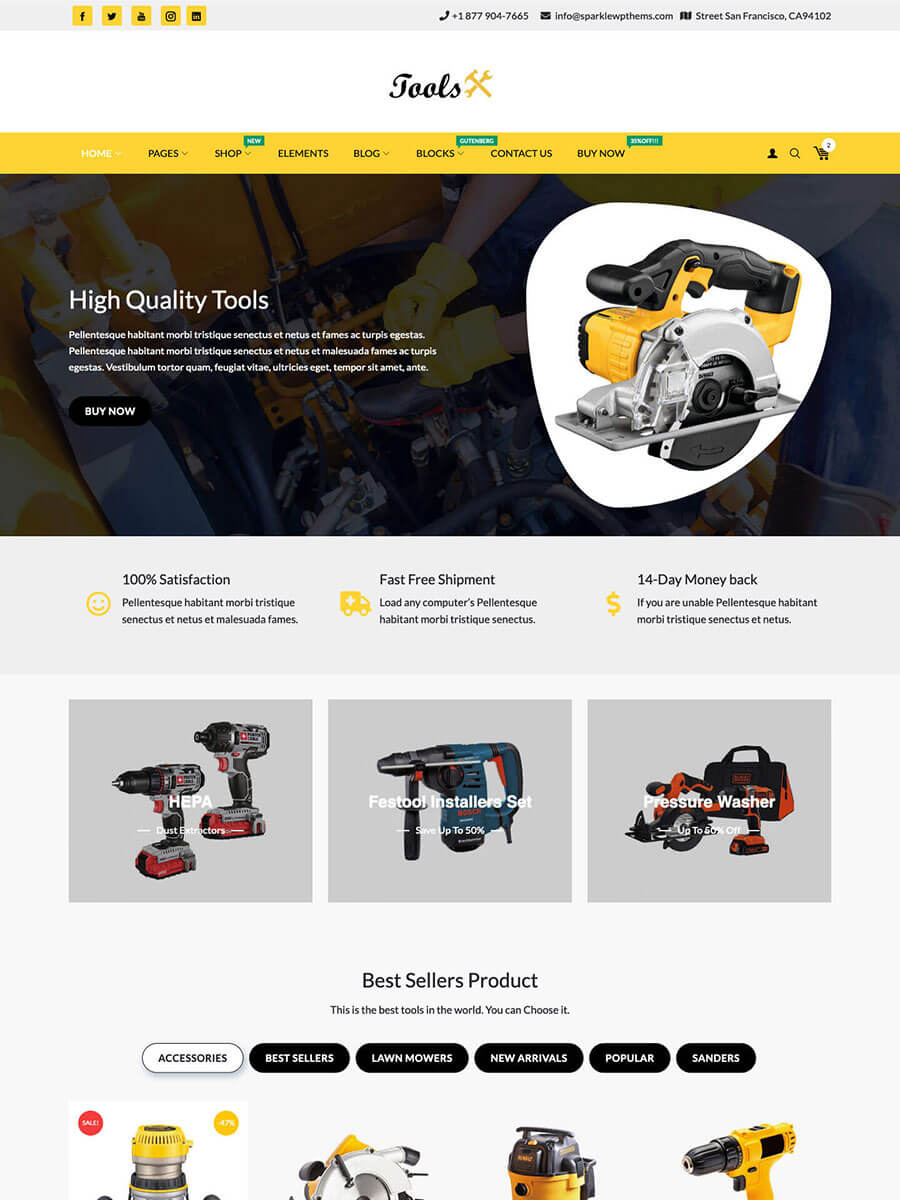 +1 877 904-7665 info@sparklewpthems.com Street San Francisco, CA94102
Tools
NEW GUTENBERG 35%OFF!!!
HOME PAGES SHOP ELEMENTS BLOG BLOCKS CONTACT US BUY NOW 2
High Quality Tools
Pellentesque habitant morbi tristique senectus et netus et fames ac turpis egestas.
Pellentesque habitant morbi tristique senectus et netus et malesuada fames ac turpis
egestas. Vestibulum tortor quam, feugiat vitae, ultricies eget, tempor sit amet, ante.
BUY NOW
100% Satisfaction
Pellentesque habitant morbi tristique
senectus et netus et malesuada fames.
Fast Free Shipment
Load any computer's Pellentesque
habitant morbi tristique senectus.
14-Day Money back
If you are unable Pellentesque habitant
morbi tristique senectus et netus.
HEPA
Dust Extractors
BOSCH
Festool Installers Set
Save Up To 50%
Pressure Washer
Up To 50% Off
Best Sellers Product
This is the best tools in the world. You can Choose it.
ACCESSORIES BEST SELLERS LAWN MOWERS NEW ARRIVALS POPULAR SANDERS
SALE! -47%